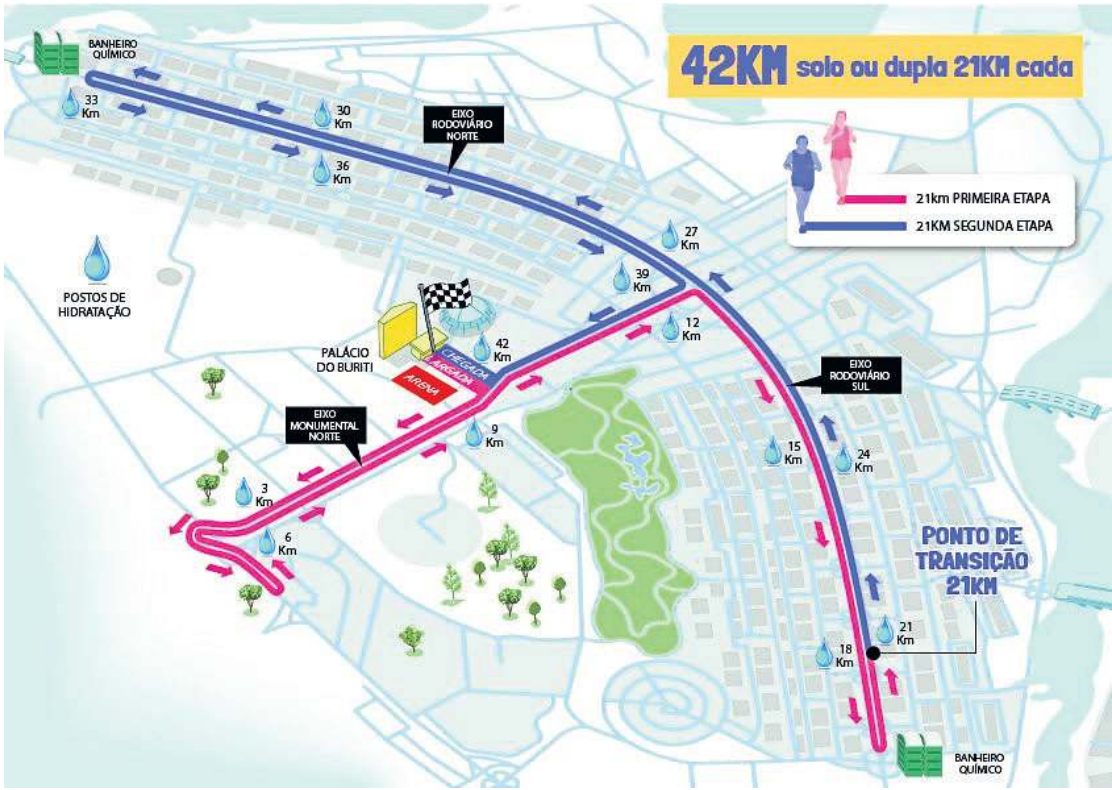 BANHEIRO
QUÍMICO
42KM solo ou dupla 21KM cada
33
Km
30
Km
EIXO
RODOVIÁRIO
NORTE
36
Km
21km PRIMEIRA ETAPA
21KM SEGUNDA ETAPA
27
Km
39
Km
POSTOS DE
HIDRATAÇÃO
12
Km
42
Km
PALÁCIO
DO BURITI
CHEGADA
LARGADA
ARENA
EIXO
RODOVIÁRIO
SUL
EIXO
MONUMENTAL
NORTE
9
Km
15
Km
24
Km
3
Km
6
Km
PONTO DE
TRANSIÇÃO
21KM
21
Km
18
Km
BANHEIRO
QUÍMICO